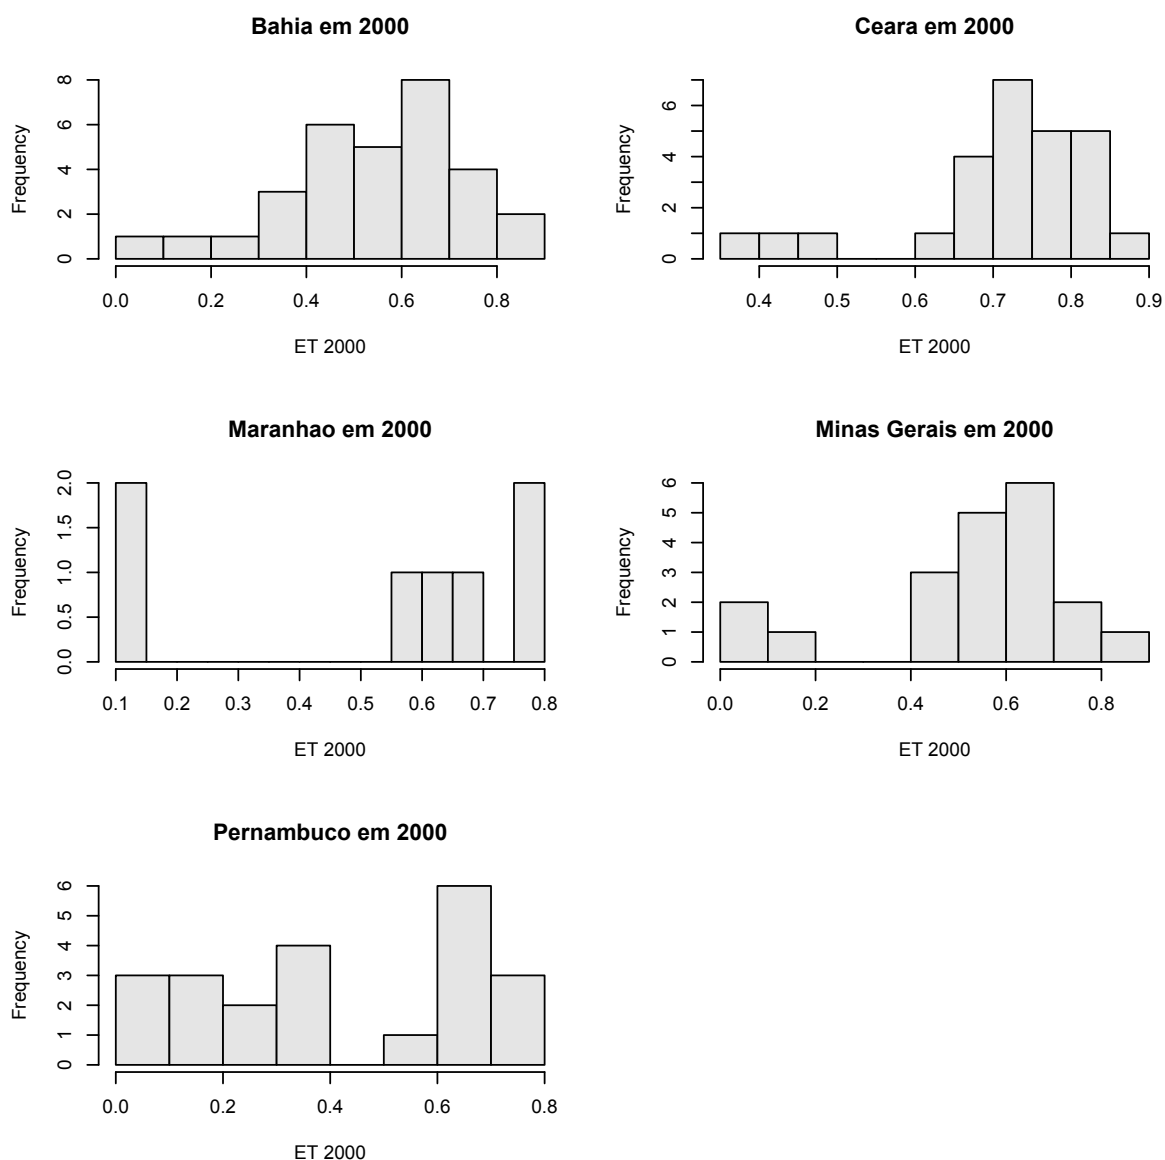 Bahia em 2000
Frequency
0 2 4 6 8
0.0 0.2 0.4 0.6 0.8
ET 2000
Ceara em 2000
Frequency
0 2 4 6
0.4 0.5 0.6 0.7 0.8 0.9
ET 2000
Maranhao em 2000
Frequency
0.0 0.5 1.0 1.5 2.0
0.1 0.2 0.3 0.4 0.5 0.6 0.7 0.8
ET 2000
Minas Gerais em 2000
Frequency
0 1 2 3 4 5 6
0.0 0.2 0.4 0.6 0.8
ET 2000
Pernambuco em 2000
Frequency
0 1 2 3 4 5 6
0.0 0.2 0.4 0.6 0.8
ET 2000